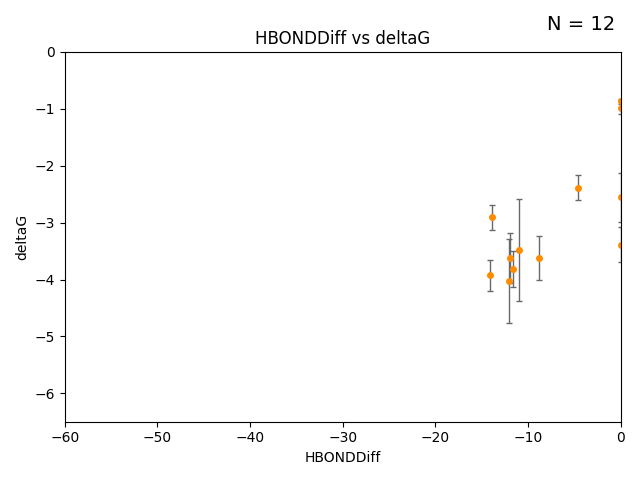 N = 12
HBONDDiff vs deltaG
0
−1
−2
−3
−4
−5
−6
deltaG
−60 −50 −40 −30 −20 −10 0
HBONDDiff